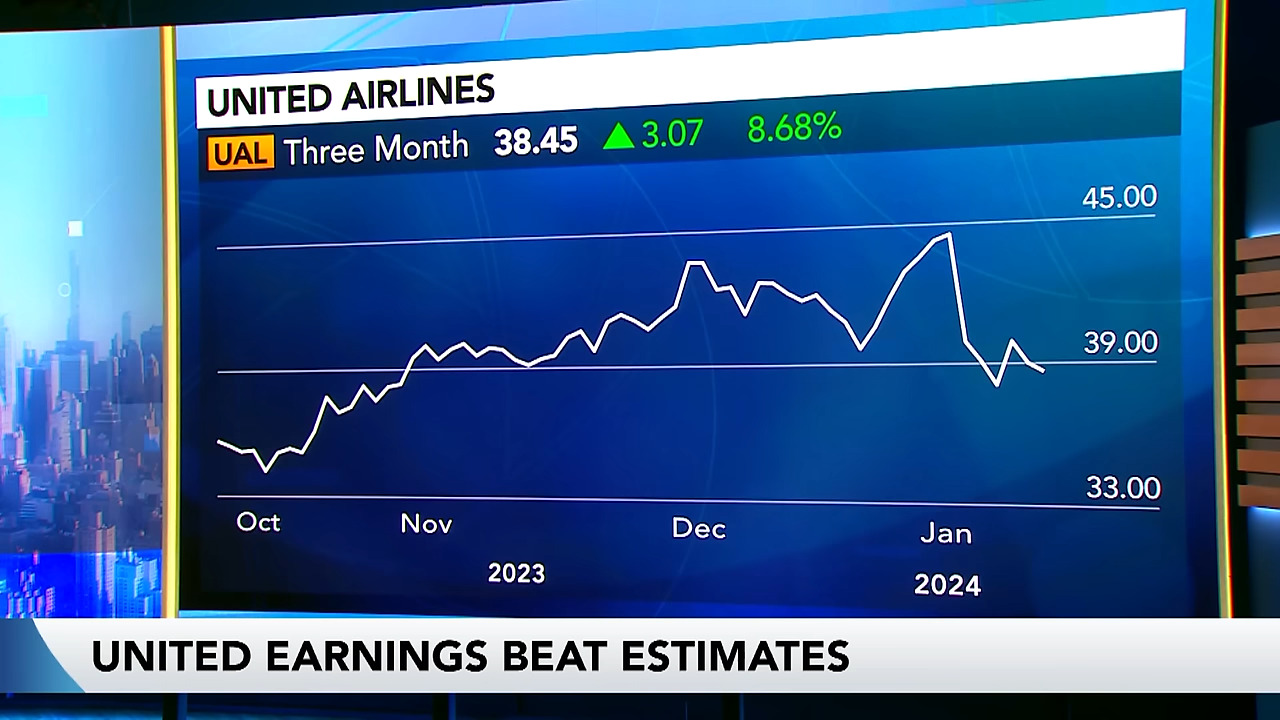 UNITED AIRLINES
UAL Three Month 38.45 ▲ 3.07 8.68%
45.00
39.00
33.00
Oct Nov Dec Jan
2023 2024
UNITED EARNINGS BEAT ESTIMATES